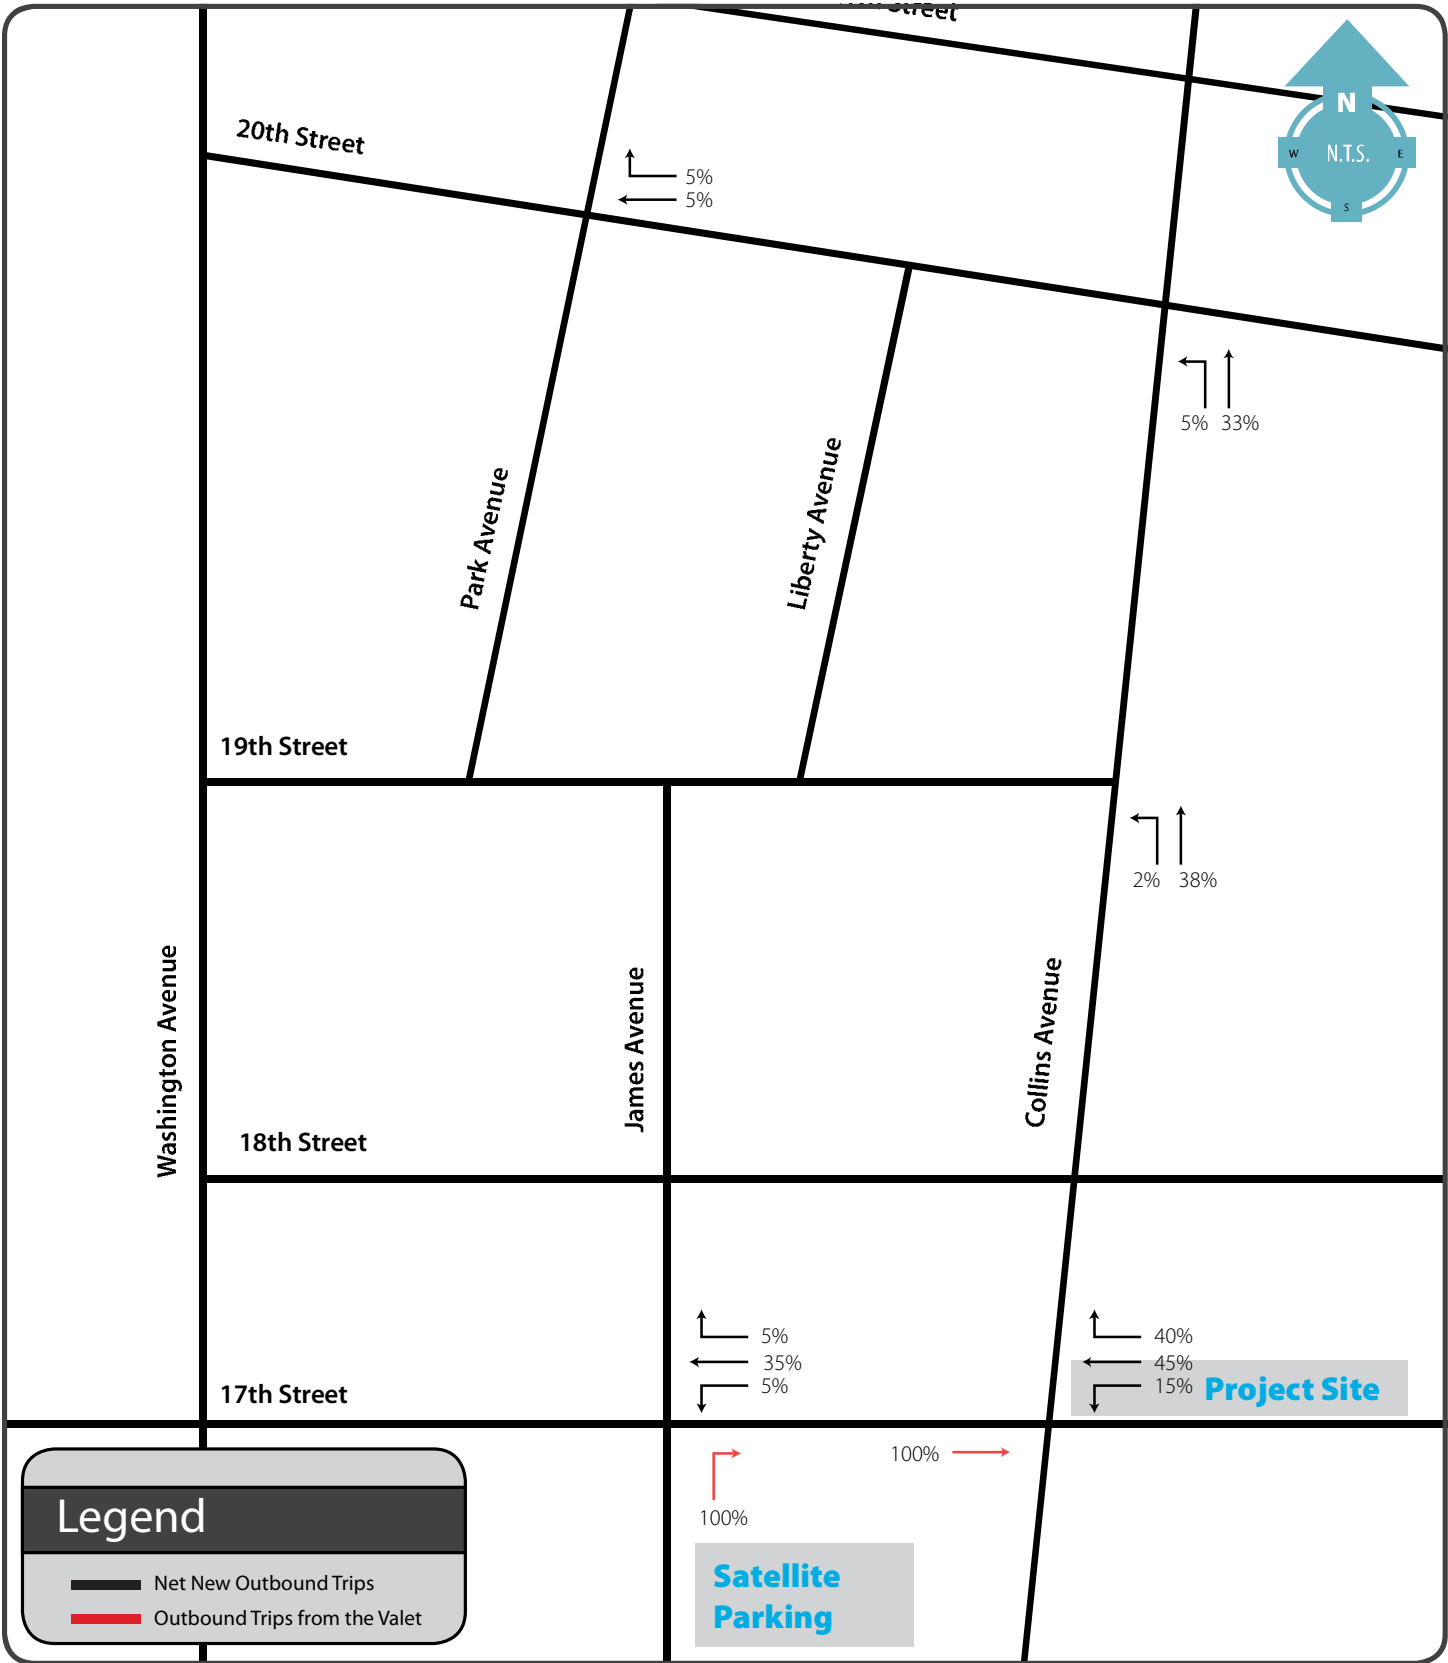 Street
N
W
N.T.S.
E
S
20th Street
5%
5%
5% 33%
Park Avenue
Liberty Avenue
19th Street
2% 38%
Washington Avenue
James Avenue
Collins Avenue
18th Street
5%
35%
5%
40%
45%
15%
Project Site
17th Street
100%
100%
Satellite
Parking
Legend
Net New Outbound Trips
Outbound Trips from the Valet